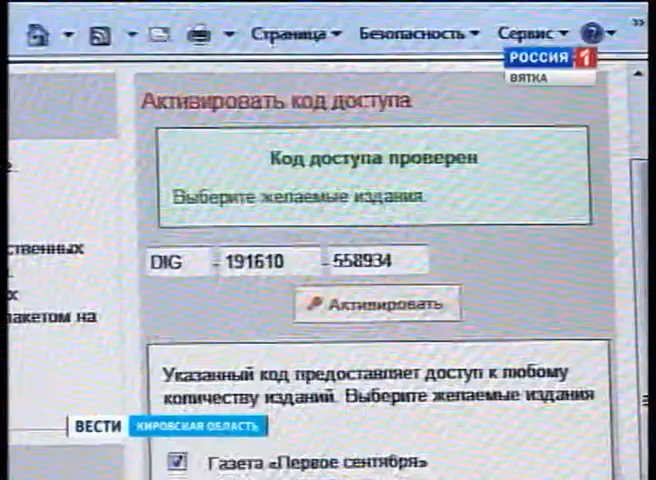 Страница Безопасность Сервис
РОССИЯ 1
ВЯТКА
Активировать код доступа
Код доступа проверен
Выберите желаемые издания
ственных
DIG - 191610 - 558934
х
Активировать
пакетом на
Указанный код предоставляет доступ к любому
количеству изданий. Выберите желаемые издания
ВЕСТИ КИРОВСКАЯ ОБЛАСТЬ
Газета «Первое сентября»